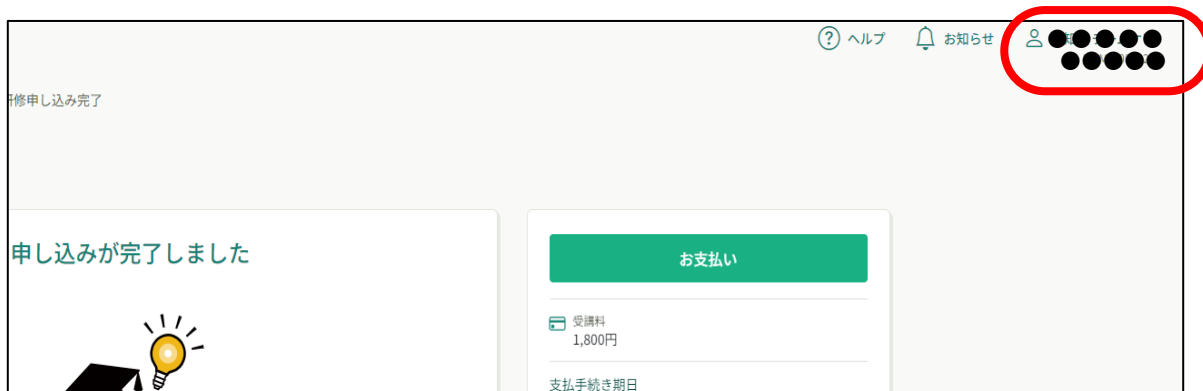 ヘルプ お知らせ
修申し込み完了
申し込みが完了しました
お支払い
受講料
1,800円
支払手続き期日